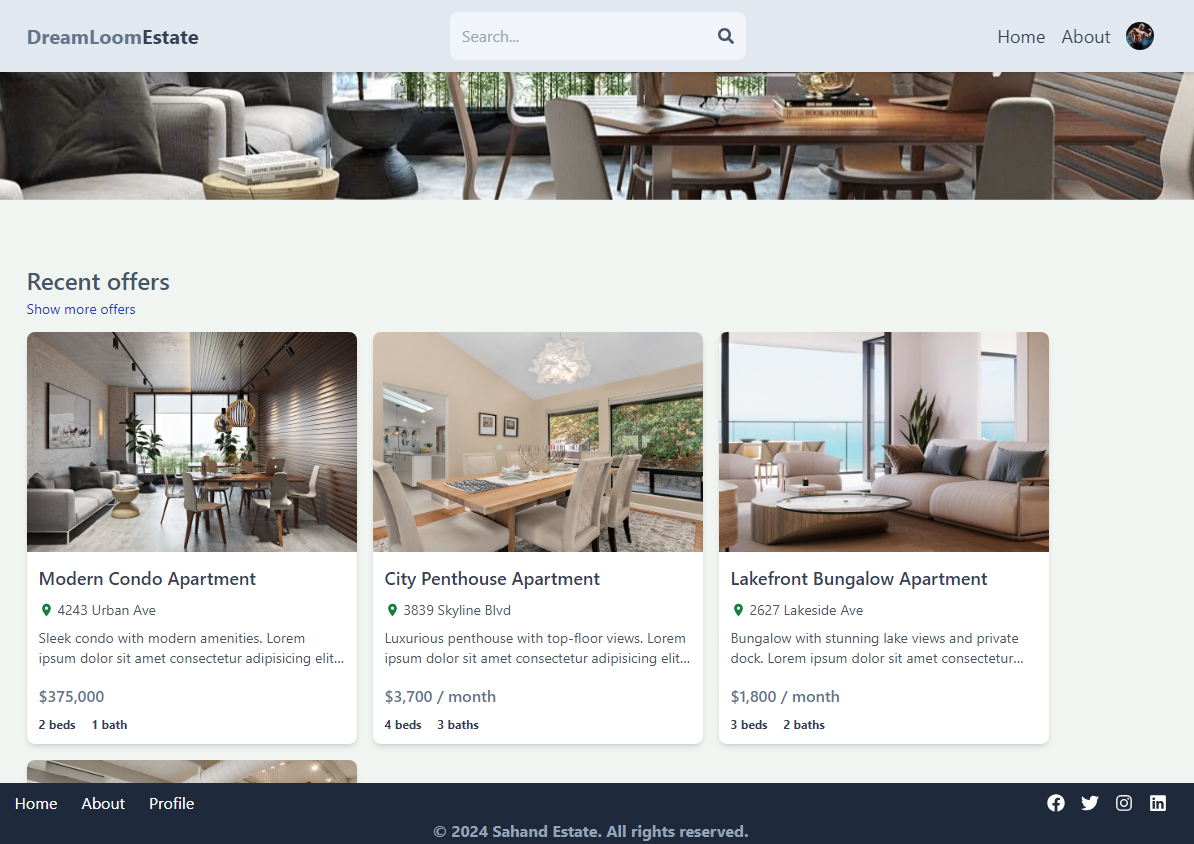 DreamLoomEstate
Search...
Home About
THE BOOK OF SYMBOLS
Recent offers
Show more offers
Modern Condo Apartment
4243 Urban Ave
Sleek condo with modern amenities. Lorem
ipsum dolor sit amet consectetur adipisicing elit...
$375,000
2 beds 1 bath
City Penthouse Apartment
3839 Skyline Blvd
Luxurious penthouse with top-floor views. Lorem
ipsum dolor sit amet consectetur adipisicing elit...
$3,700 / month
4 beds 3 baths
Lakefront Bungalow Apartment
2627 Lakeside Ave
Bungalow with stunning lake views and private
dock. Lorem ipsum dolor sit amet consectetur...
$1,800 / month
3 beds 2 baths
Home About Profile
© 2024 Sahand Estate. All rights reserved.